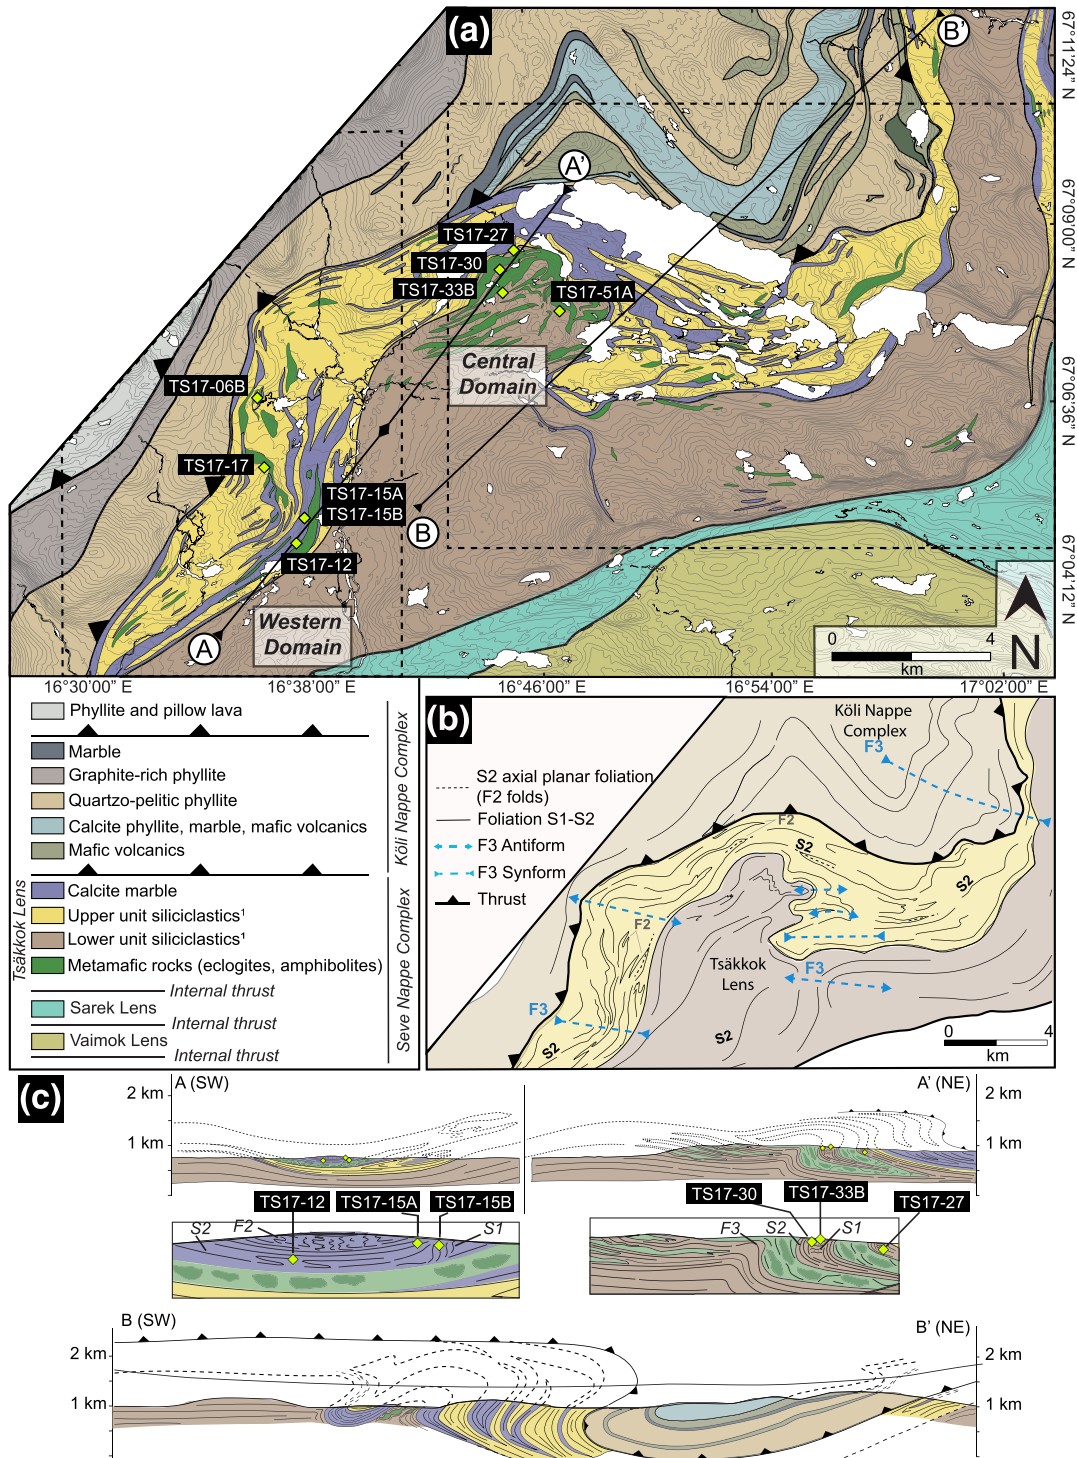 (a)
B'
67°11'24" N
A'
67°09'00" N
TS17-27
TS17-30
TS17-33B
TS17-51A
Central
Domain
TS17-06B
67°06'36" N
TS17-17
TS17-15A
TS17-15B
B
TS17-12
67°04'12" N
Western
Domain
A
0 4
km
N
16°30'00" E 16°38'00" E 16°46'00" E 16°54'00" E 17°02'00" E
Phyllite and pillow lava
Marble
Graphite-rich phyllite
Quartzo-pelitic phyllite
Calcite phyllite, marble, mafic volcanics
Mafic volcanics
Köli Nappe Complex
Calcite marble
Upper unit siliciclastics¹
Lower unit siliciclastics¹
Metamafic rocks (eclogites, amphibolites)
Tsäkkok Lens
Internal thrust
Sarek Lens
Internal thrust
Vaimok Lens
Internal thrust
Seve Nappe Complex
(b)
Köli Nappe
Complex
F3
S2 axial planar foliation
(F2 folds)
Foliation S1-S2
F3 Antiform
F3 Synform
Thrust
F2
S2
S2
F2
Tsäkkok
Lens
F3
F3
S2
S2
0 4
km
(c)
A (SW) A' (NE)
2 km 2 km
1 km 1 km
TS17-12 TS17-15A TS17-15B
S2 F2 S1
TS17-30 TS17-33B TS17-27
F3 S2 S1
B (SW) B' (NE)
2 km 2 km
1 km 1 km